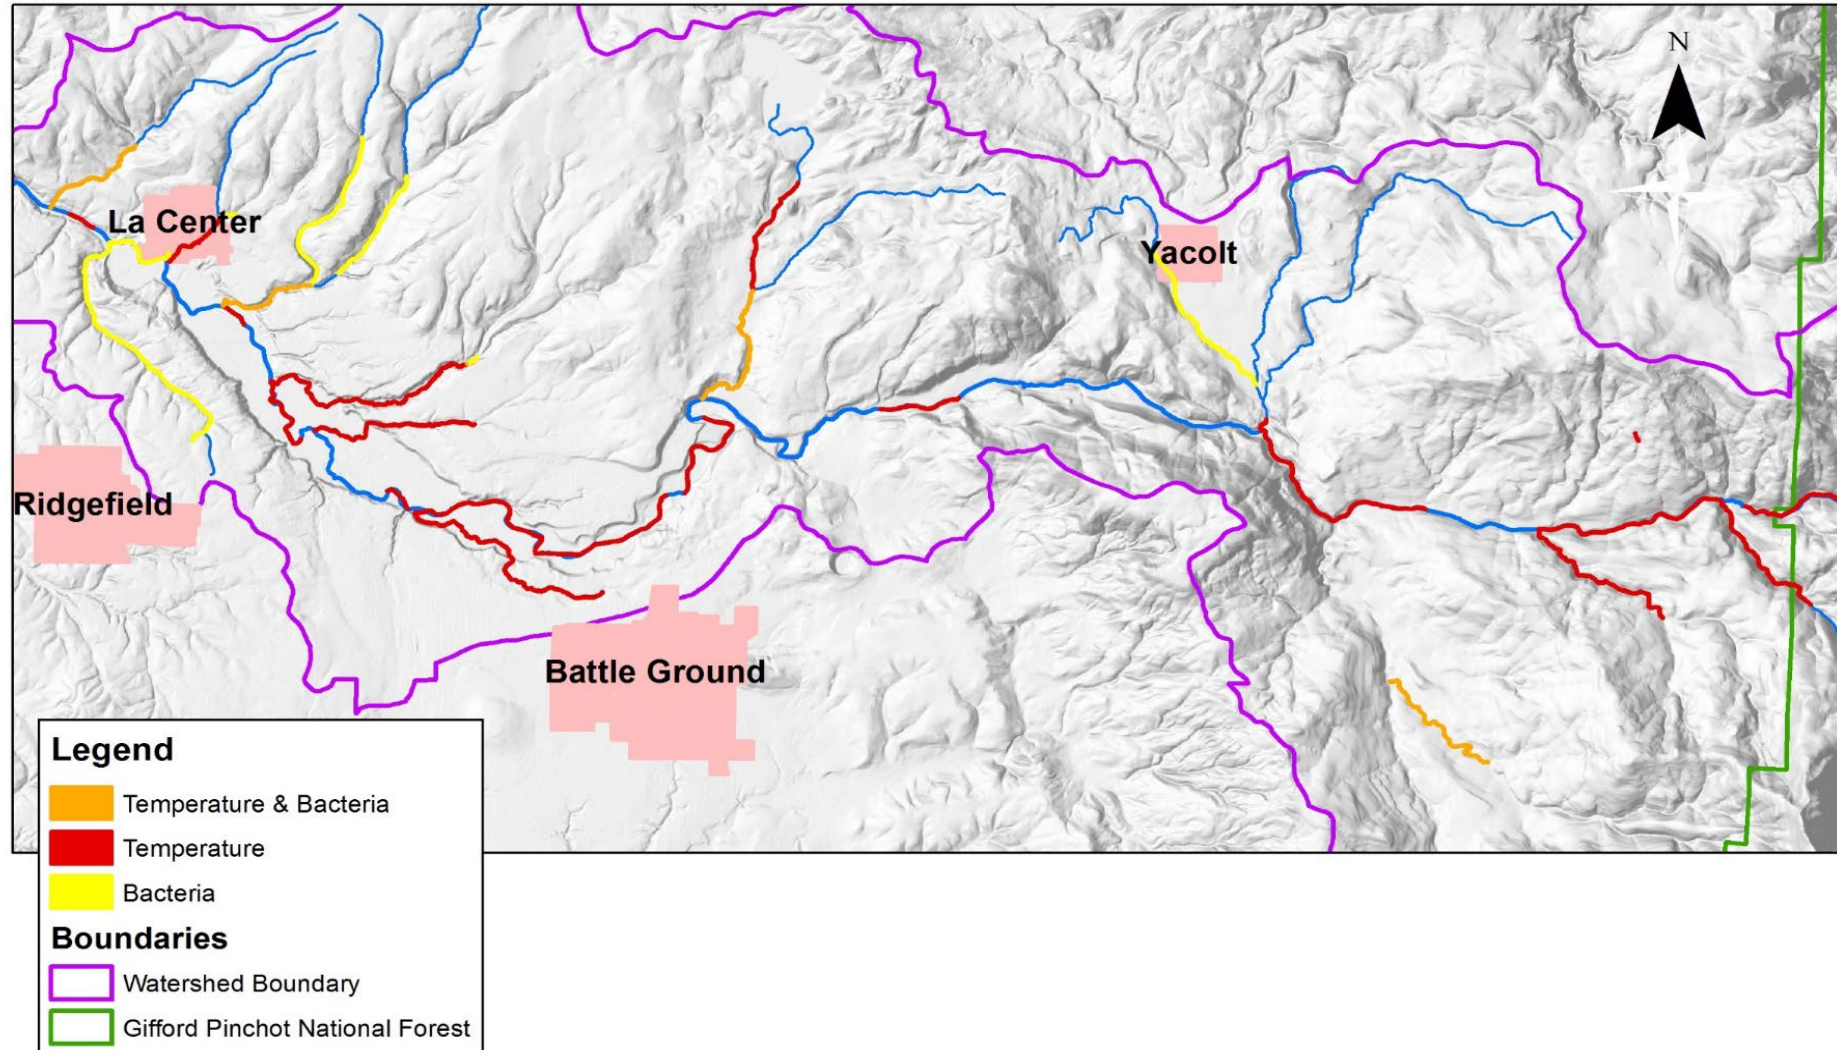 N
La Center
Yacolt
Ridgefield
Battle Ground
Legend
Temperature & Bacteria
Temperature
Bacteria
Boundaries
Watershed Boundary
Gifford Pinchot National Forest